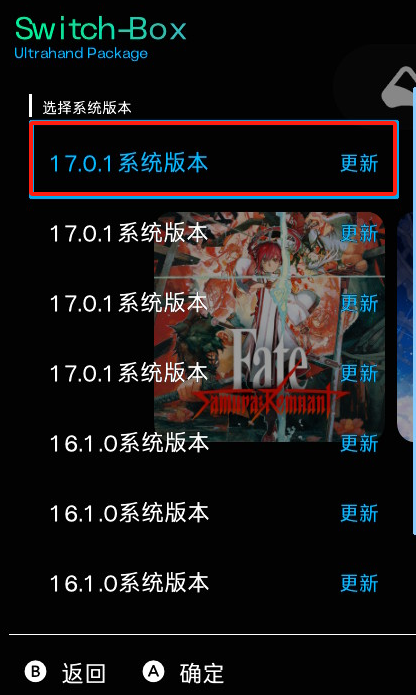 Switch-Box
Ultrahand Package
选择系统版本
17.0.1系统版本 更新
17.0.1系统版本 更新
17.0.1系统版本 更新
17.0.1系统版本 更新
Fate
Samurai Remnant
16.1.0系统版本 更新
16.1.0系统版本 更新
16.1.0系统版本 更新
B 返回 A 确定